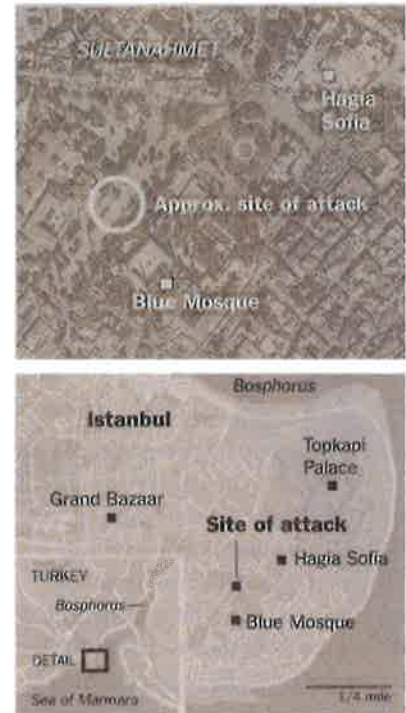 SULTANAHMET
Hagia
Sofia
Approx. site of attack
Blue Mosque
Bosphorus
Istanbul
Topkapi
Palace
Grand Bazaar
Site of attack
Hagia Sofia
TURKEY
Bosphorus
Blue Mosque
DETAIL
Sea of Marmara
1/4 mile